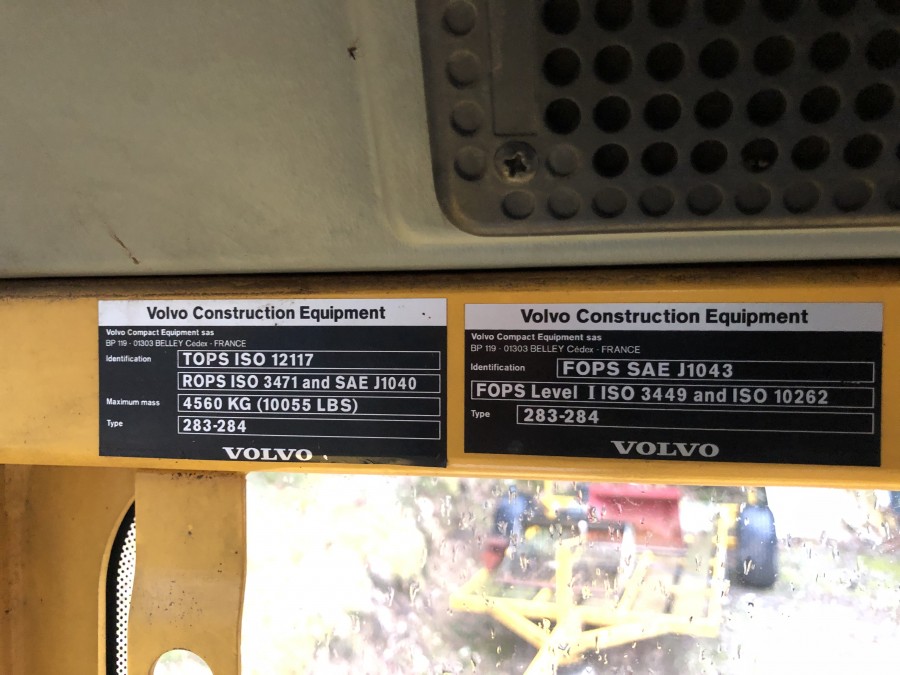 Volvo Construction Equipment
Volvo Compact Equipment sas
BP 119 - 01303 BELLEY Cédex - FRANCE
Identification TOPS ISO 12117
ROPS ISO 3471 and SAE J1040
Maximum mass 4560 KG (10055 LBS)
Type 283-284
VOLVO
Volvo Construction Equipment
Volvo Compact Equipment sas
BP 119 - 01303 BELLEY Cédex - FRANCE
Identification FOPS SAE J1043
FOPS Level I ISO 3449 and ISO 10262
Type 283-284
VOLVO